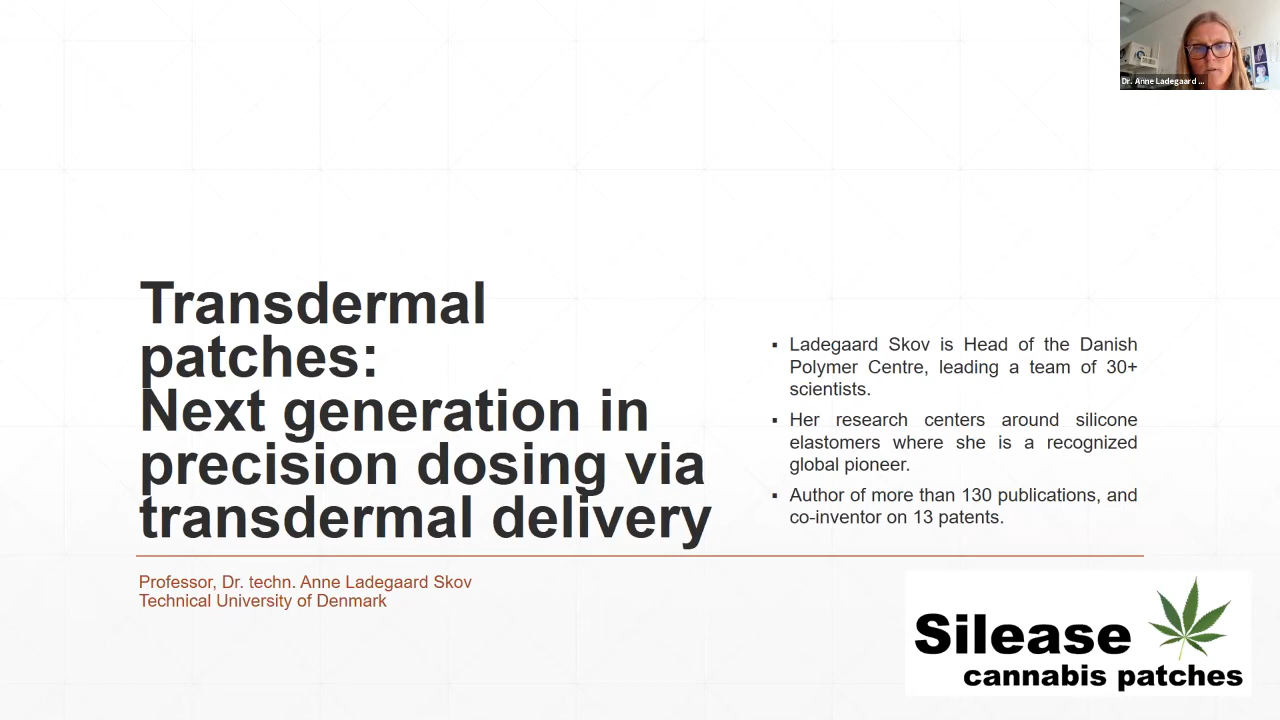 Dr. Anne Ladegaard ...
Transdermal
patches:
Next generation in
precision dosing via
transdermal delivery
▪ Ladegaard Skov is Head of the Danish
Polymer Centre, leading a team of 30+
scientists.
▪ Her research centers around silicone
elastomers where she is a recognized
global pioneer.
▪ Author of more than 130 publications, and
co-inventor on 13 patents.
Professor, Dr. techn. Anne Ladegaard Skov
Technical University of Denmark
Silease
cannabis patches